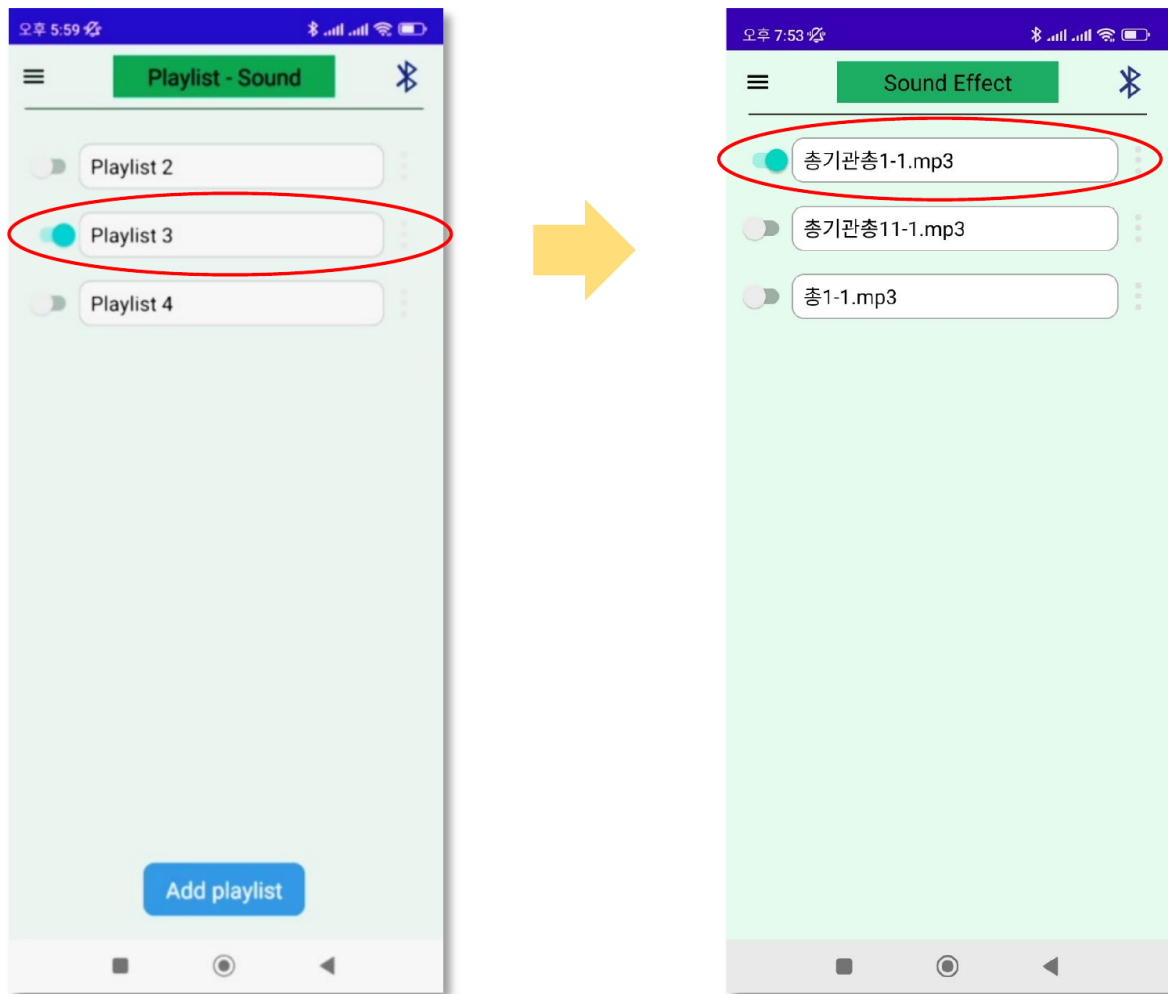 오후 5:59
Playlist - Sound
Playlist 2
Playlist 3
Playlist 4
Add playlist
오후 7:53
Sound Effect
총기관총1-1.mp3
총기관총11-1.mp3
총1-1.mp3